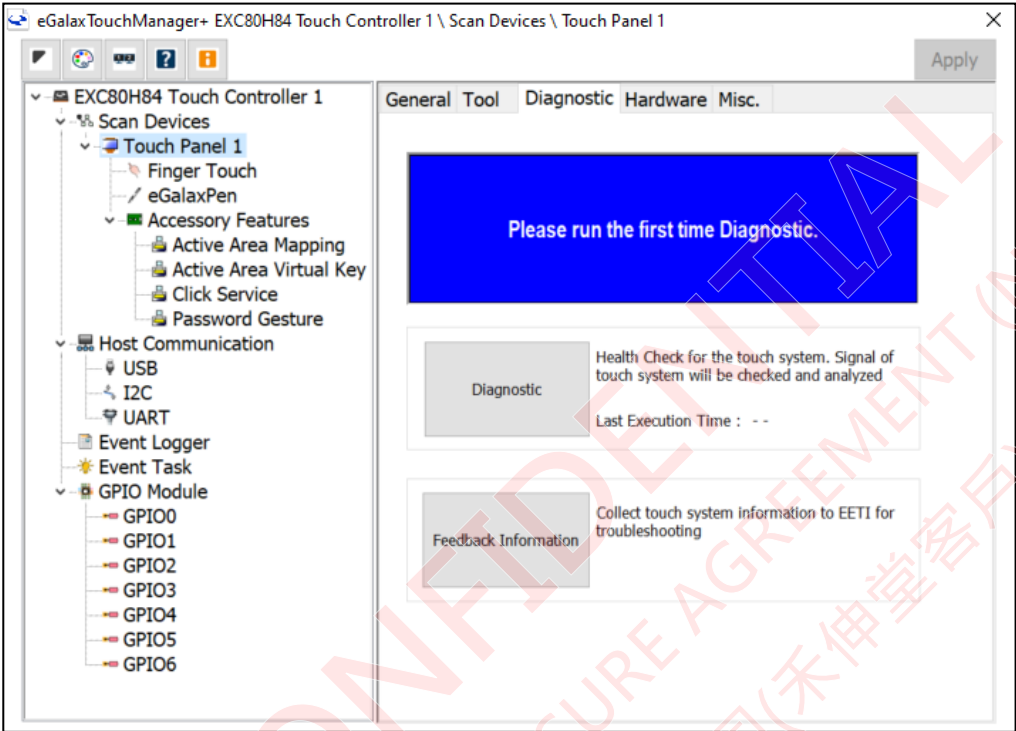 eGalaxTouchManager+ EXC80H84 Touch Controller 1 \ Scan Devices \ Touch Panel 1
Apply
EXC80H84 Touch Controller 1
Scan Devices
Touch Panel 1
Finger Touch
eGalaxPen
Accessory Features
Active Area Mapping
Active Area Virtual Key
Click Service
Password Gesture
Host Communication
USB
I2C
UART
Event Logger
Event Task
GPIO Module
GPIO0
GPIO1
GPIO2
GPIO3
GPIO4
GPIO5
GPIO6
General Tool Diagnostic Hardware Misc.
Please run the first time Diagnostic.
Diagnostic
Health Check for the touch system. Signal of
touch system will be checked and analyzed
Last Execution Time : - -
Feedback Information
Collect touch system information to EETI for
troubleshooting